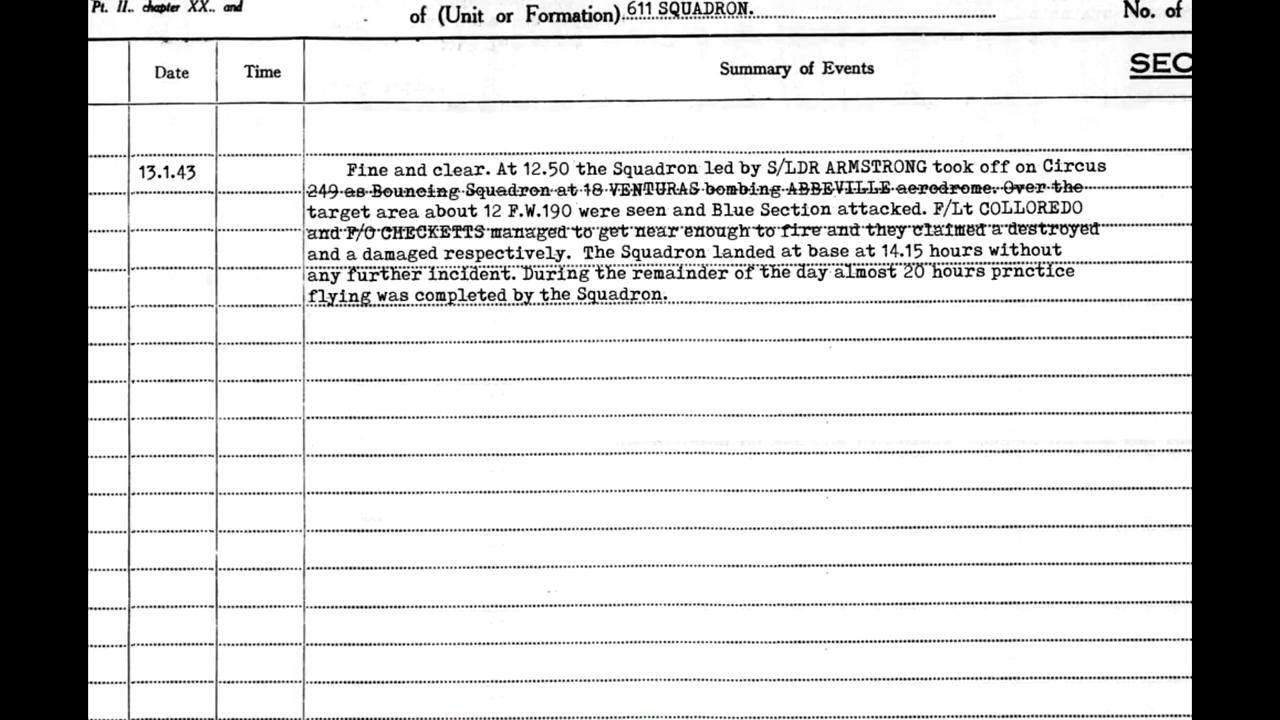 Pt. II., chapter XX., and
of (Unit or Formation) 611 SQUADRON.
No. of
Date
Time
Summary of Events
SEC
13.1.43
Fine and clear. At 12.50 the Squadron led by S/LDR ARMSTRONG took off on Circus
249 as Bouncing Squadron at 18 VENTURAS bombing ABBEVILLE aerodrome. Over the
target area about 12 F.W.190 were seen and Blue Section attacked. F/Lt COLLOREDO
and F/O CHECKETTS managed to get near enough to fire and they claimed a destroyed
and a damaged respectively. The Squadron landed at base at 14.15 hours without
any further incident. During the remainder of the day almost 20 hours prnctice
flying was completed by the Squadron.